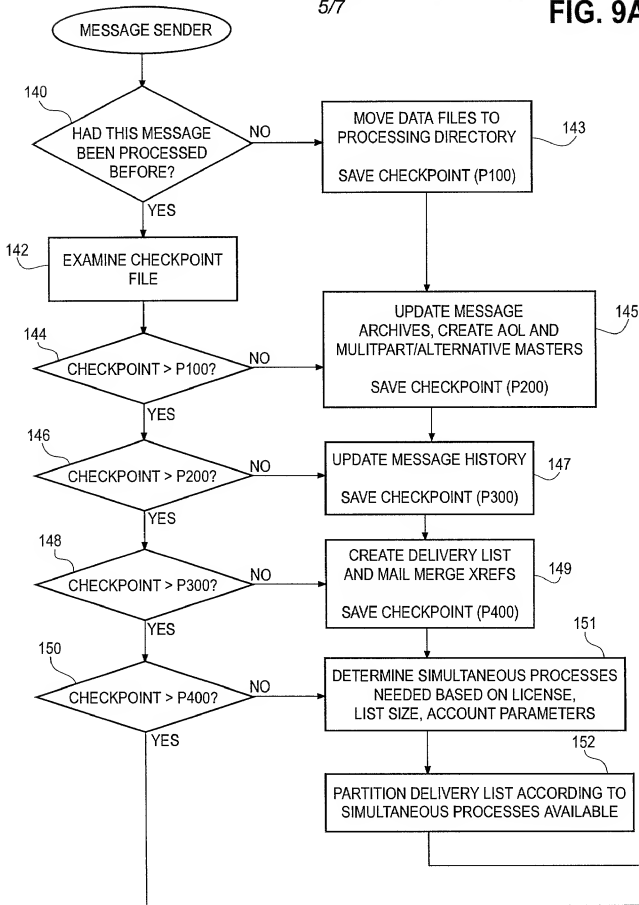 5/7
FIG. 9A
MESSAGE SENDER
140
HAD THIS MESSAGE
BEEN PROCESSED
BEFORE?
NO
YES
MOVE DATA FILES TO
PROCESSING DIRECTORY
SAVE CHECKPOINT (P100)
143
142
EXAMINE CHECKPOINT
FILE
144
CHECKPOINT > P100?
NO
YES
UPDATE MESSAGE
ARCHIVES, CREATE AOL AND
MULITPART/ALTERNATIVE MASTERS
SAVE CHECKPOINT (P200)
145
146
CHECKPOINT > P200?
NO
YES
UPDATE MESSAGE HISTORY
SAVE CHECKPOINT (P300)
147
148
CHECKPOINT > P300?
NO
YES
CREATE DELIVERY LIST
AND MAIL MERGE XREFS
SAVE CHECKPOINT (P400)
149
150
CHECKPOINT > P400?
NO
YES
151
DETERMINE SIMULTANEOUS PROCESSES
NEEDED BASED ON LICENSE,
LIST SIZE, ACCOUNT PARAMETERS
152
PARTITION DELIVERY LIST ACCORDING TO
SIMULTANEOUS PROCESSES AVAILABLE